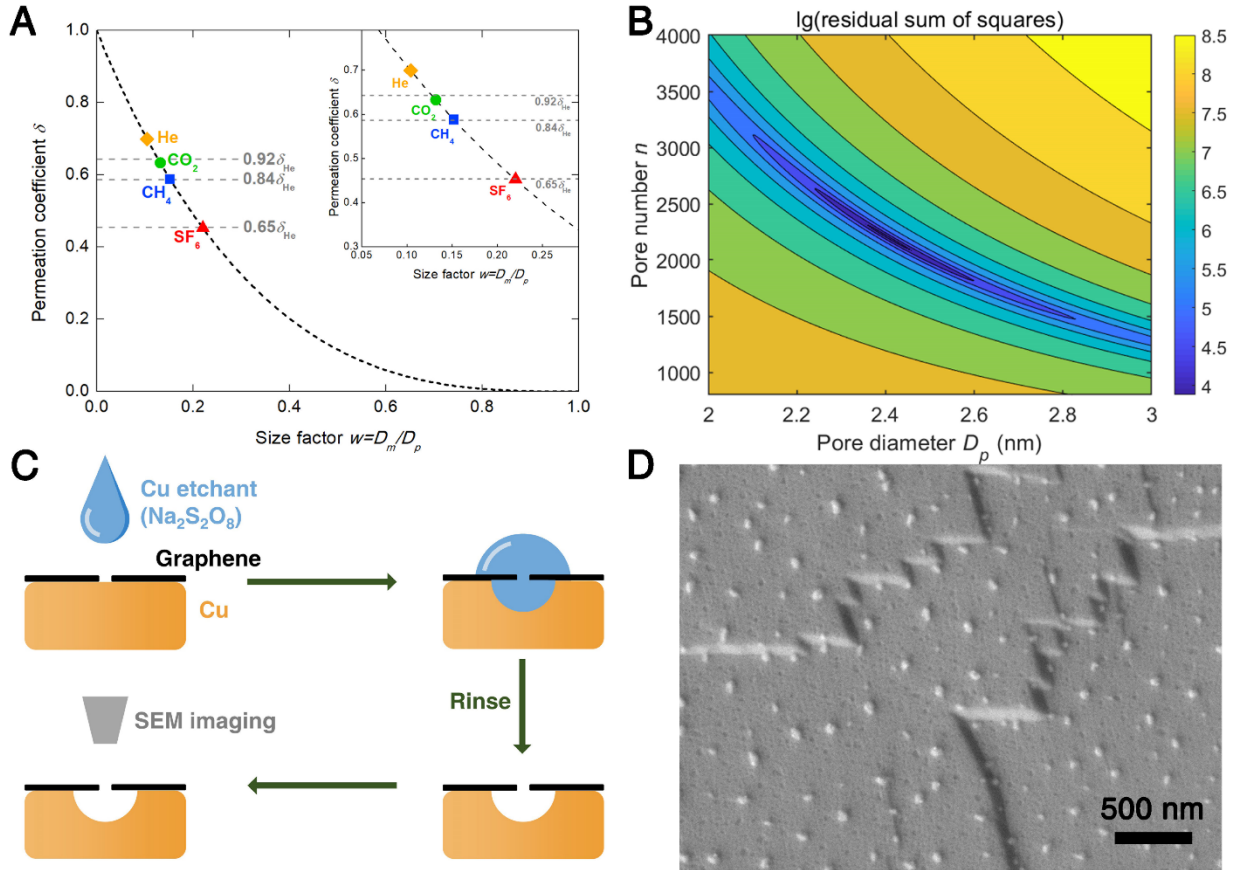 A
Permeation coefficient δ
1.0
0.8
0.6
0.4
0.2
0.0
0.0
0.2
0.4
0.6
0.8
1.0
Size factor w=Dₘ/Dₚ
He
CO₂
CH₄
SF₆
0.92δHe
0.84δHe
0.65δHe
Permeation coefficient δ
0.7
0.6
0.5
0.4
0.3
0.05
0.10
0.15
0.20
0.25
Size factor w=Dₘ/Dₚ
He
CO₂
CH₄
SF₆
0.92δHe
0.84δHe
0.65δHe
B
lg(residual sum of squares)
Pore number n
4000
3500
3000
2500
2000
1500
1000
2
2.2
2.4
2.6
2.8
3
Pore diameter Dₚ (nm)
8.5
8
7.5
7
6.5
6
5.5
5
4.5
4
C
Cu etchant
(Na₂S₂O₈)
Graphene
Cu
Rinse
SEM imaging
D
500 nm